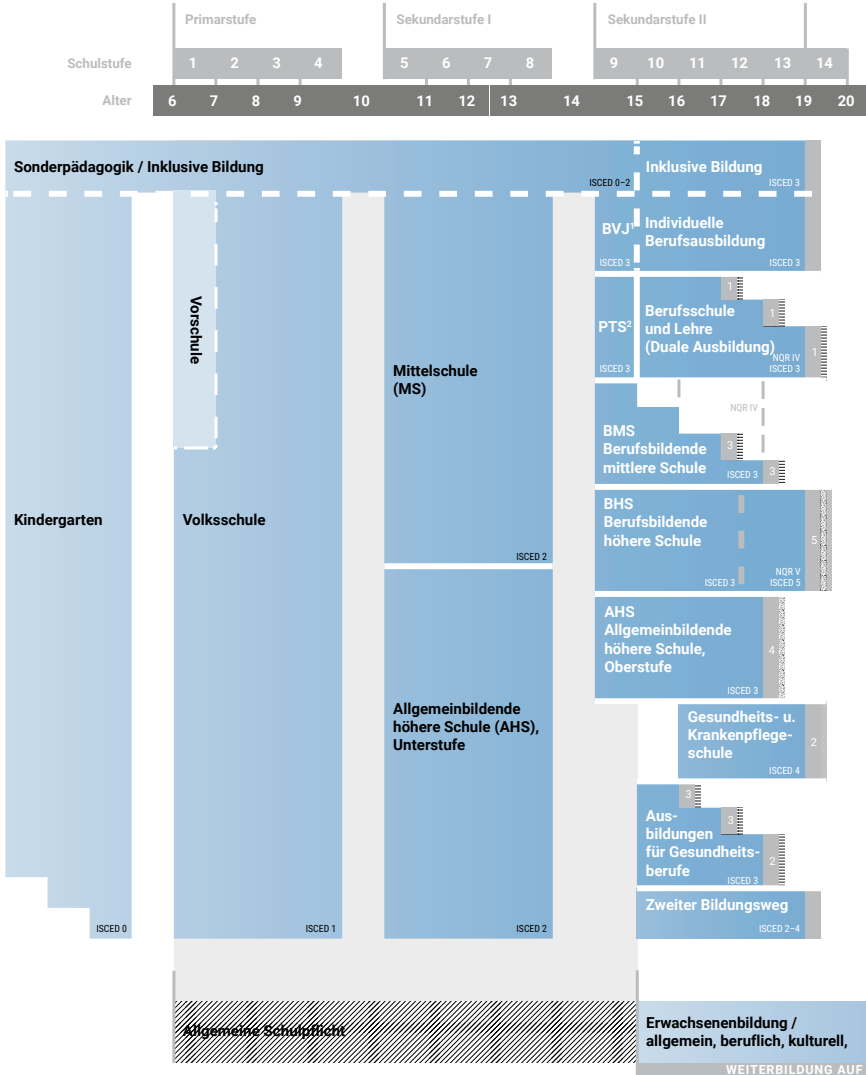 Primarstufe
Sekundarstufe I
Sekundarstufe II
Schulstufe 1 2 3 4 5 6 7 8 9 10 11 12 13 14
Alter 6 7 8 9 10 11 12 13 14 15 16 17 18 19 20
Sonderpädagogik / Inklusive Bildung
ISCED 0–2
Inklusive Bildung
ISCED 3
BVJ¹
ISCED 3
Individuelle
Berufsausbildung
ISCED 3
Vorschule
PTS²
ISCED 3
1
Berufsschule
und Lehre
(Duale Ausbildung)
1
NQR IV
ISCED 3
1
Mittelschule
(MS)
ISCED 2
NQR IV
BMS
Berufsbildende
mittlere Schule
3
ISCED 3
3
Kindergarten
ISCED 0
Volksschule
ISCED 1
BHS
Berufsbildende
höhere Schule
ISCED 3
NQR V
ISCED 5
5
AHS
Allgemeinbildende
höhere Schule,
Oberstufe
ISCED 3
4
Allgemeinbildende
höhere Schule (AHS),
Unterstufe
ISCED 2
Gesundheits- u.
Krankenpflege-
schule
ISCED 4
2
3
Aus-
bildungen
für Gesundheits-
berufe
3
ISCED 3
2
Zweiter Bildungsweg
ISCED 2–4
Allgemeine Schulpflicht
Erwachsenenbildung /
allgemein, beruflich, kulturell,
WEITERBILDUNG AUF